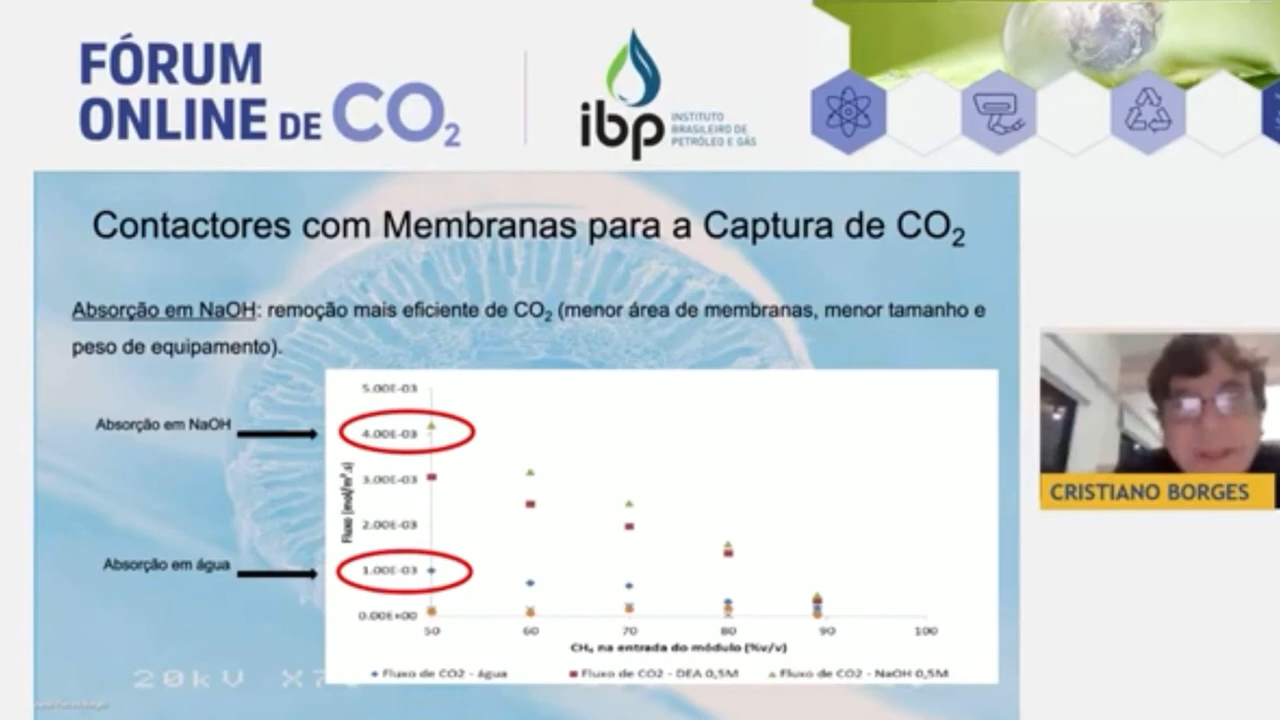 FÓRUM
ONLINE DE CO2
ibp
INSTITUTO
BRASILEIRO DE
PETRÓLEO E GÁS
Contactores com Membranas para a Captura de CO2
Absorção em NaOH: remoção mais eficiente de CO2 (menor área de membranas, menor tamanho e
peso de equipamento).
Absorção em NaOH
Absorção em água
Fluxo (mol/m².s)
5.00E-03
4.00E-03
3.00E-03
2.00E-03
1.00E-03
0.00E+00
50 60 70 80 90 100
CH4 na entrada do módulo (%v/v)
Fluxo de CO2 - água Fluxo de CO2 - DEA 0,5M Fluxo de CO2 - NaOH 0,5M
20kV
CRISTIANO BORGES